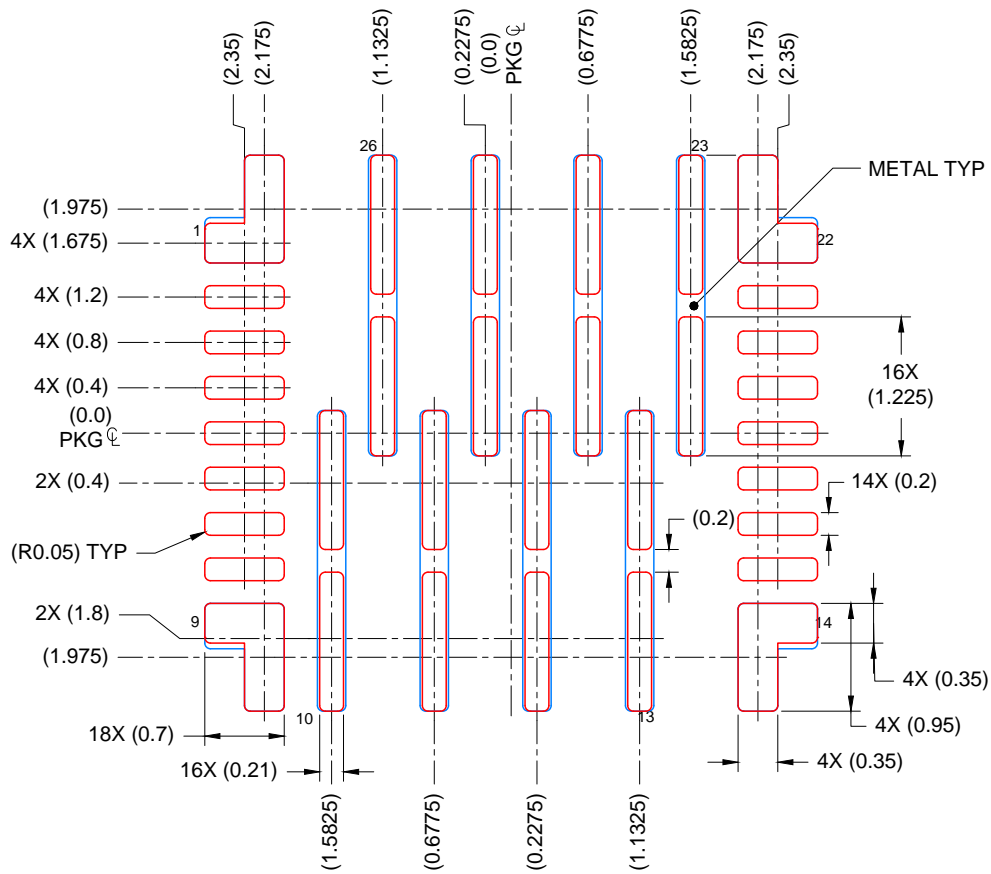 (2.35)
(2.175)
(1.1325)
(0.2275)
(0.0)
PKG ℄
(0.6775)
(1.5825)
(2.175)
(2.35)
26
23
METAL TYP
(1.975)
1
4X (1.675)
22
4X (1.2)
4X (0.8)
4X (0.4)
16X
(1.225)
(0.0)
PKG ℄
2X (0.4)
14X (0.2)
(0.2)
(R0.05) TYP
2X (1.8)
9
14
(1.975)
4X (0.35)
10
13
4X (0.95)
18X (0.7)
4X (0.35)
16X (0.21)
(1.5825)
(0.6775)
(0.2275)
(1.1325)